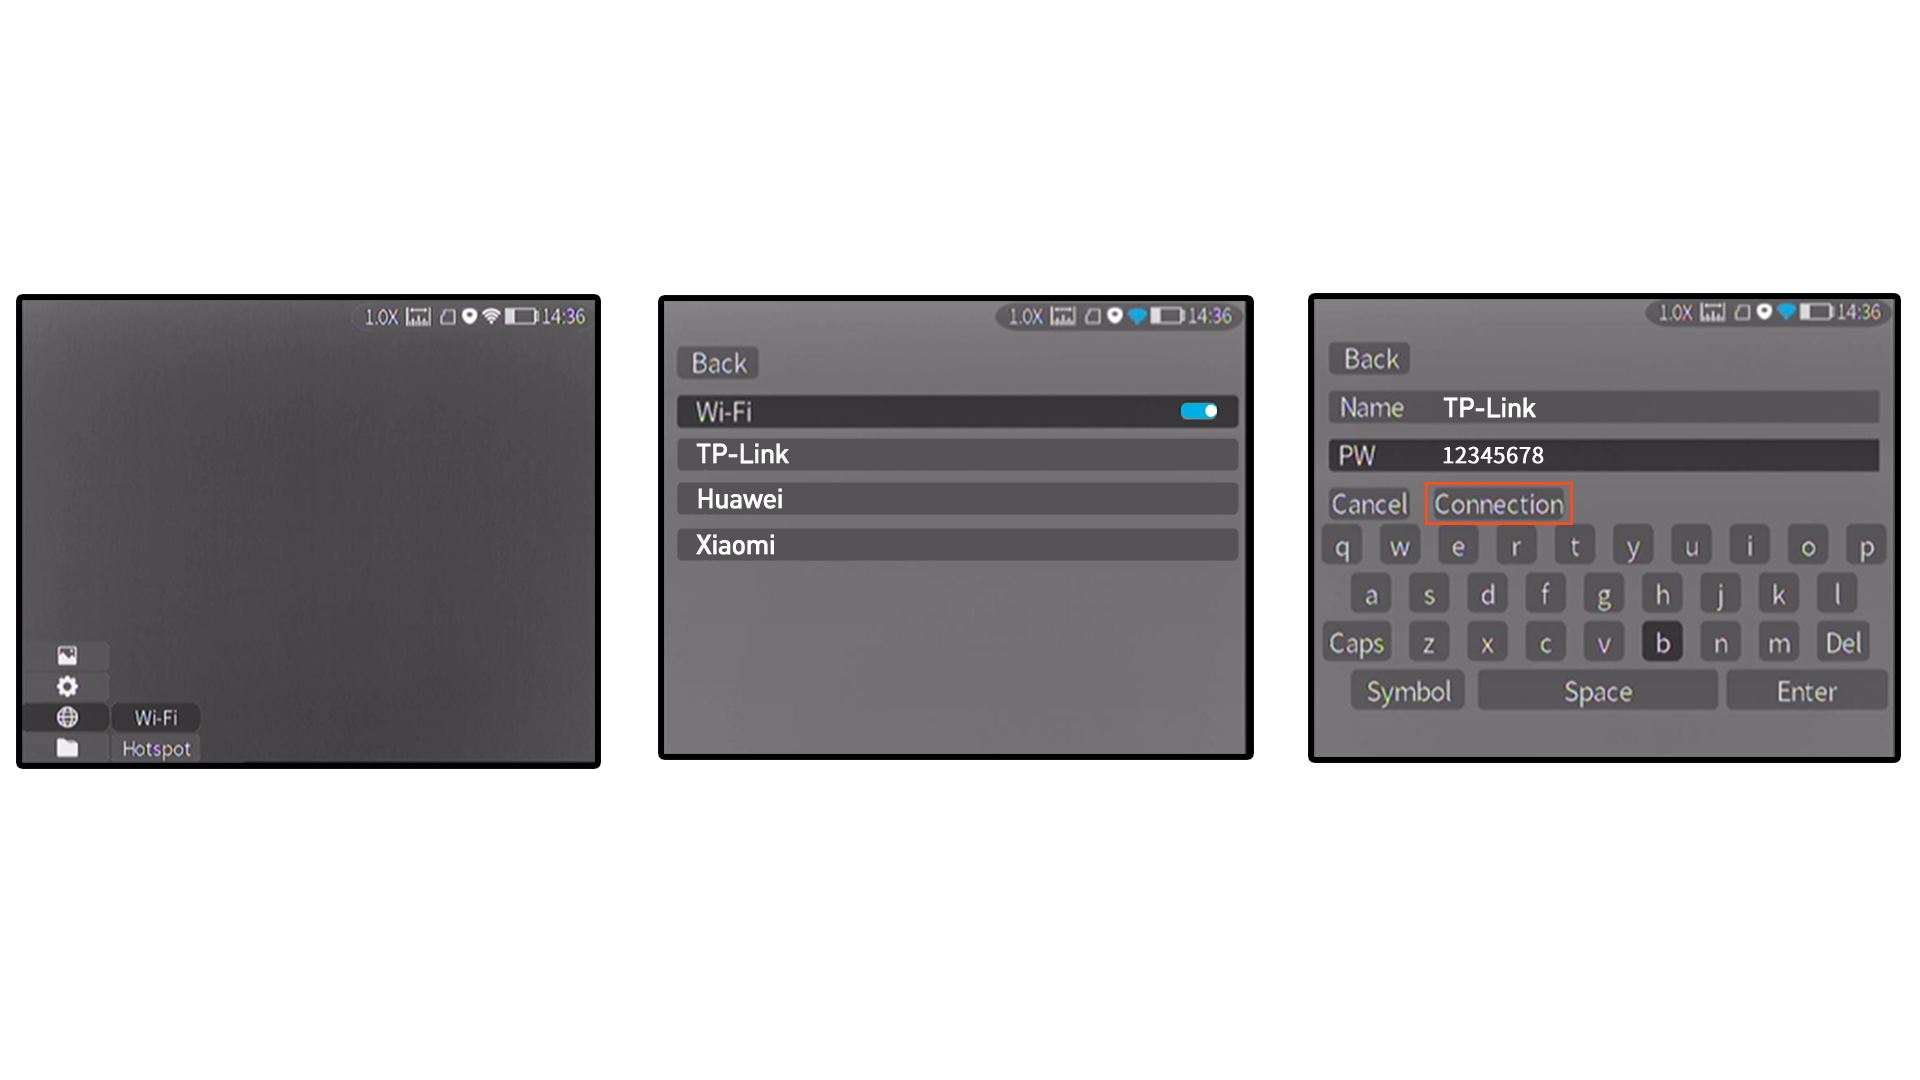 1.0X 14:36
Wi-Fi
Hotspot
1.0X 14:36
Back
Wi-Fi
TP-Link
Huawei
Xiaomi
1.0X 14:36
Back
Name TP-Link
PW 12345678
Cancel Connection
q w e r t y u i o p
a s d f g h j k l
Caps z x c v b n m Del
Symbol Space Enter